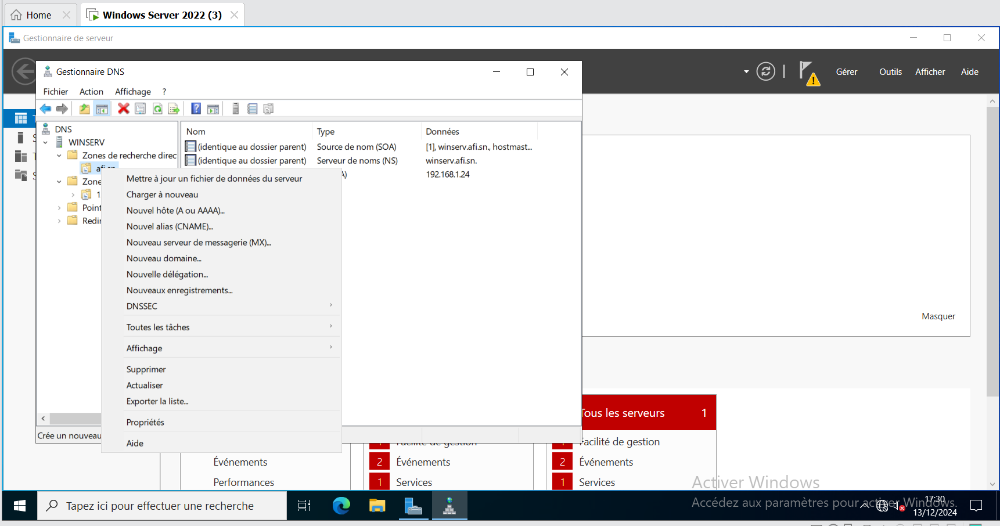 Home
Windows Server 2022 (3)
Gestionnaire de serveur
Gérer Outils Afficher Aide
Gestionnaire DNS
Fichier Action Affichage ?
DNS
WINSERV
Zones de recherche direc
afi.sn
Zone
1
Point
Redir
Nom Type Données
(identique au dossier parent) Source de nom (SOA) [1], winserv.afi.sn., hostmast...
(identique au dossier parent) Serveur de noms (NS) winserv.afi.sn.
A) 192.168.1.24
Mettre à jour un fichier de données du serveur
Charger à nouveau
Nouvel hôte (A ou AAAA)...
Nouvel alias (CNAME)...
Nouveau serveur de messagerie (MX)...
Nouveau domaine...
Nouvelle délégation...
Nouveaux enregistrements...
DNSSEC
Toutes les tâches
Affichage
Supprimer
Actualiser
Exporter la liste...
Propriétés
Aide
Crée un nouveau
Masquer
Tous les serveurs 1
1 Facilité de gestion
1 Facilité de gestion
Événements
2 Événements
2 Événements
Performances
1 Services
1 Services
Activer Windows
Accédez aux paramètres pour activer Windows.
Tapez ici pour effectuer une recherche
17:30
13/12/2024